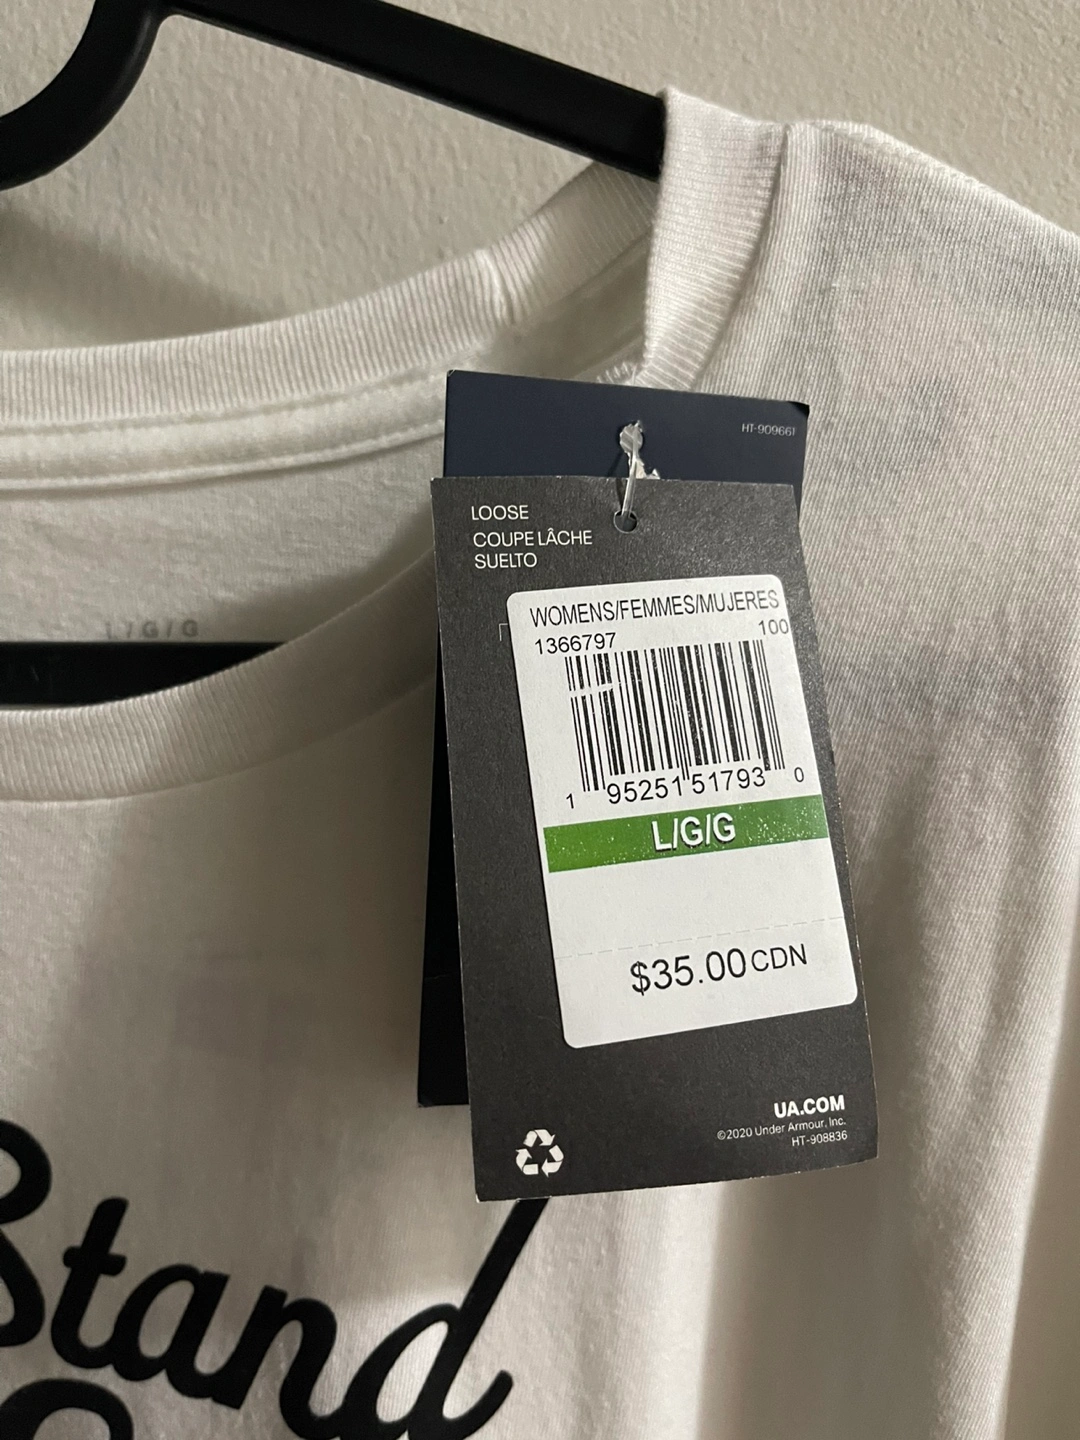 HT-909661
LOOSE
COUPE LÂCHE
SUELTO
WOMENS/FEMMES/MUJERES
1366797 100
1 95251 51793 0
L/G/G
$35.00 CDN
UA.COM
©2020 Under Armour, Inc.
HT-908836
L/G/G
Stand